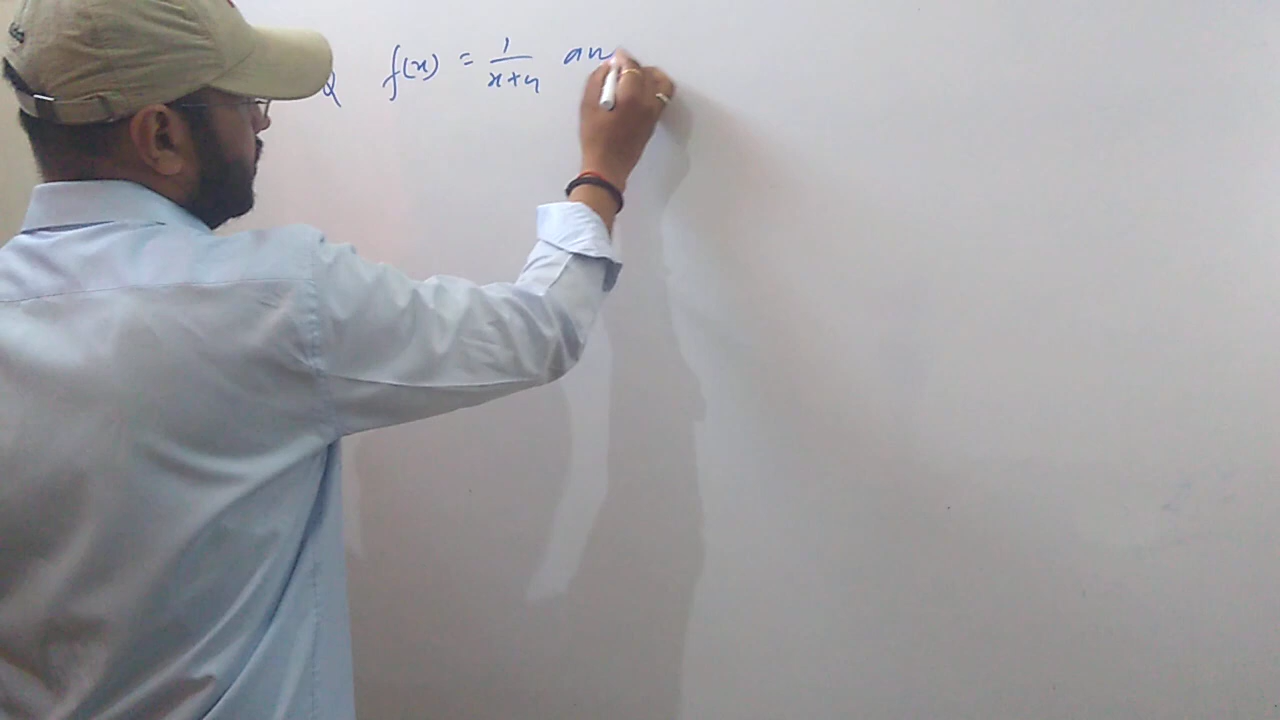 Q f(x) = 1/(x+4) an